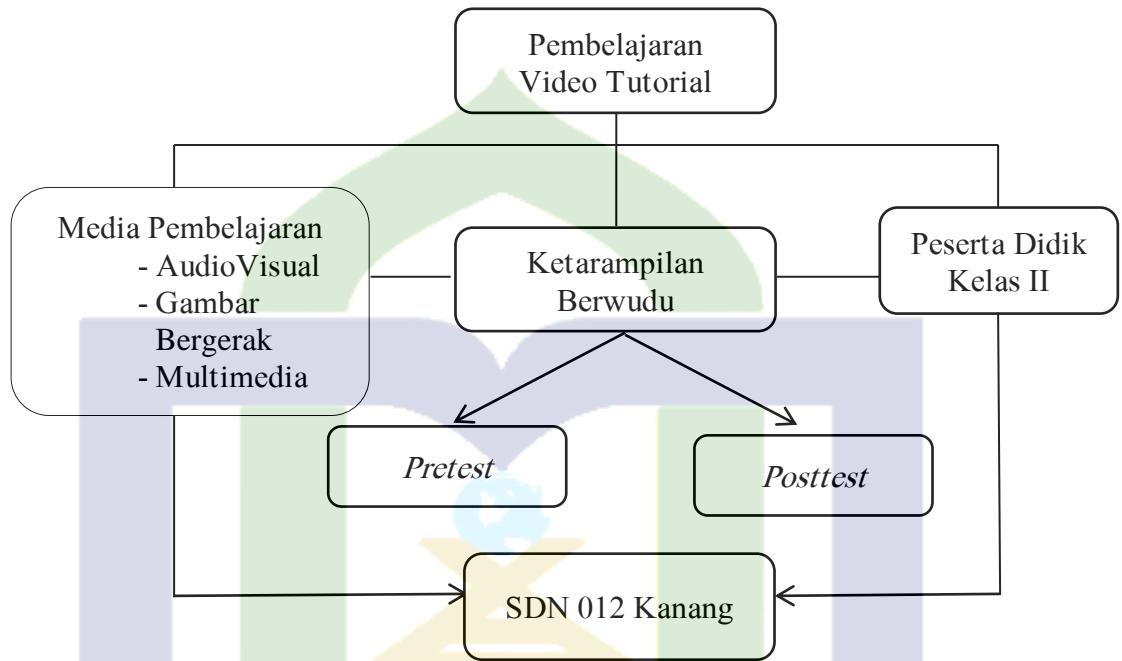 Pembelajaran
Video Tutorial
Media Pembelajaran
- AudioVisual
- Gambar
Bergerak
- Multimedia
Ketarampilan
Berwudu
Peserta Didik
Kelas II
Pretest
Posttest
SDN 012 Kanang